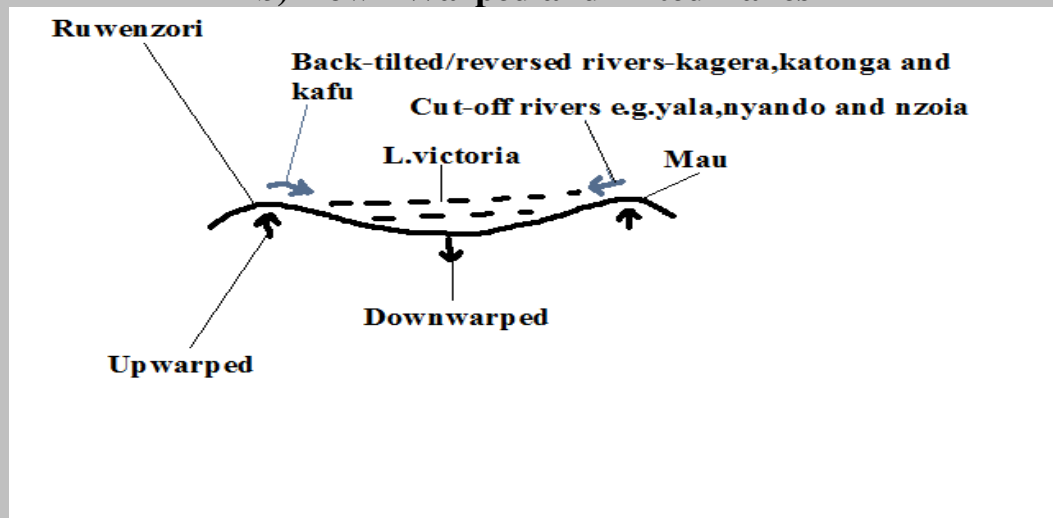 Ruwenzori
Back-tilted/reversed rivers-kagera,katonga and
kafu
Cut-off rivers e.g.yala,nyando and nzoia
L.victoria
Mau
Downwarped
Upwarped